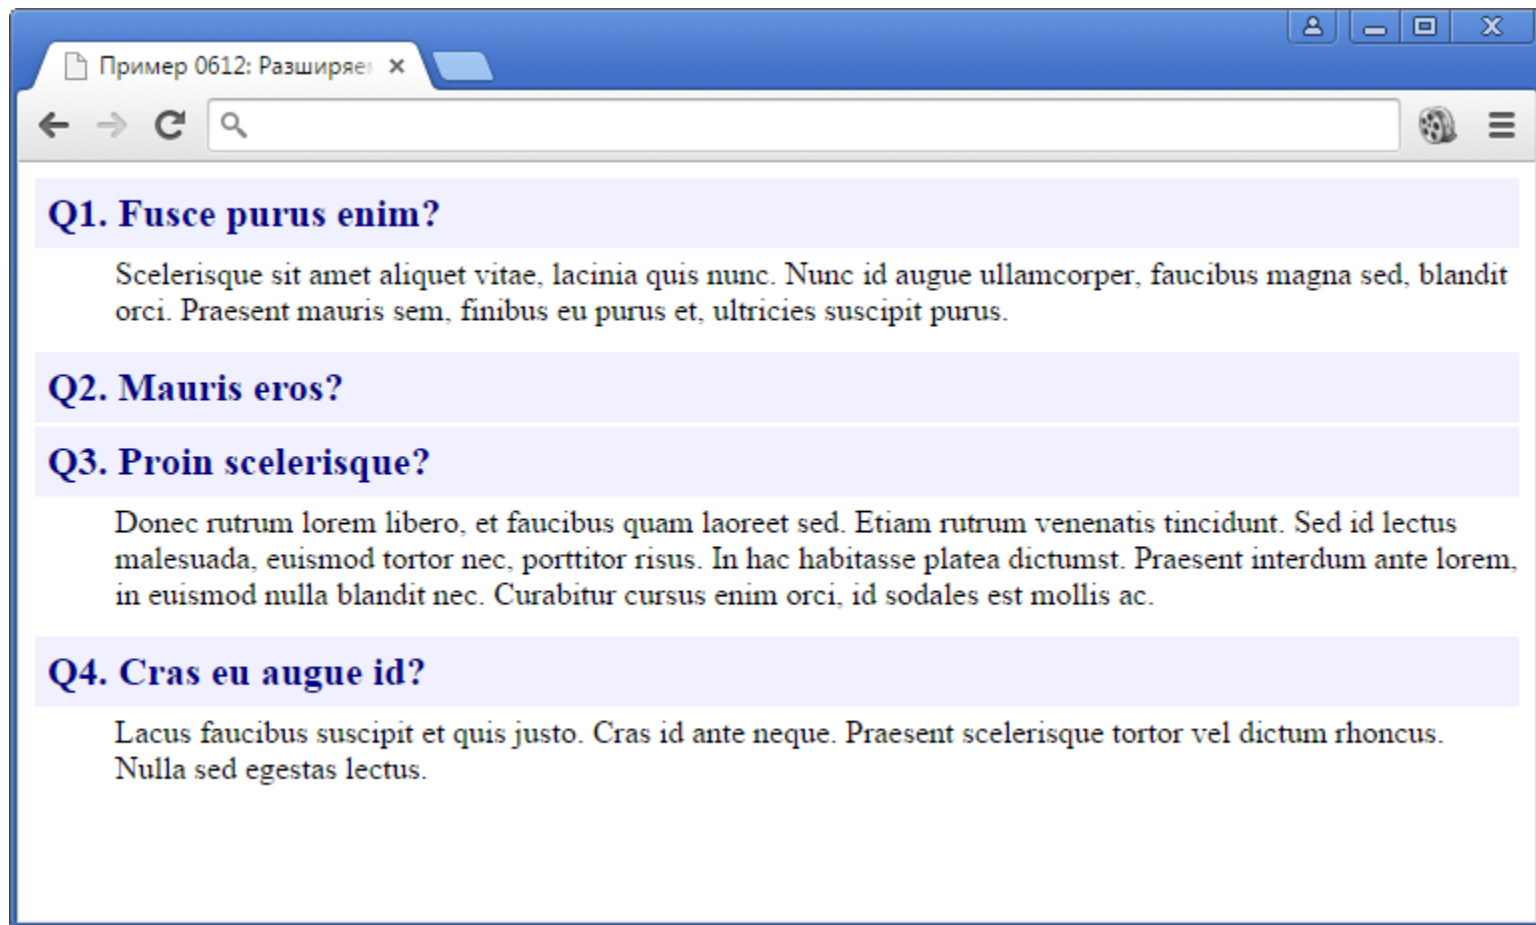 Пример 0612: Разширяе
Q1. Fusce purus enim?
Scelerisque sit amet aliquet vitae, lacinia quis nunc. Nunc id augue ullamcorper, faucibus magna sed, blandit
orci. Praesent mauris sem, finibus eu purus et, ultricies suscipit purus.
Q2. Mauris eros?
Q3. Proin scelerisque?
Donec rutrum lorem libero, et faucibus quam laoreet sed. Etiam rutrum venenatis tincidunt. Sed id lectus
malesuada, euismod tortor nec, porttitor risus. In hac habitasse platea dictumst. Praesent interdum ante lorem,
in euismod nulla blandit nec. Curabitur cursus enim orci, id sodales est mollis ac.
Q4. Cras eu augue id?
Lacus faucibus suscipit et quis justo. Cras id ante neque. Praesent scelerisque tortor vel dictum rhoncus.
Nulla sed egestas lectus.